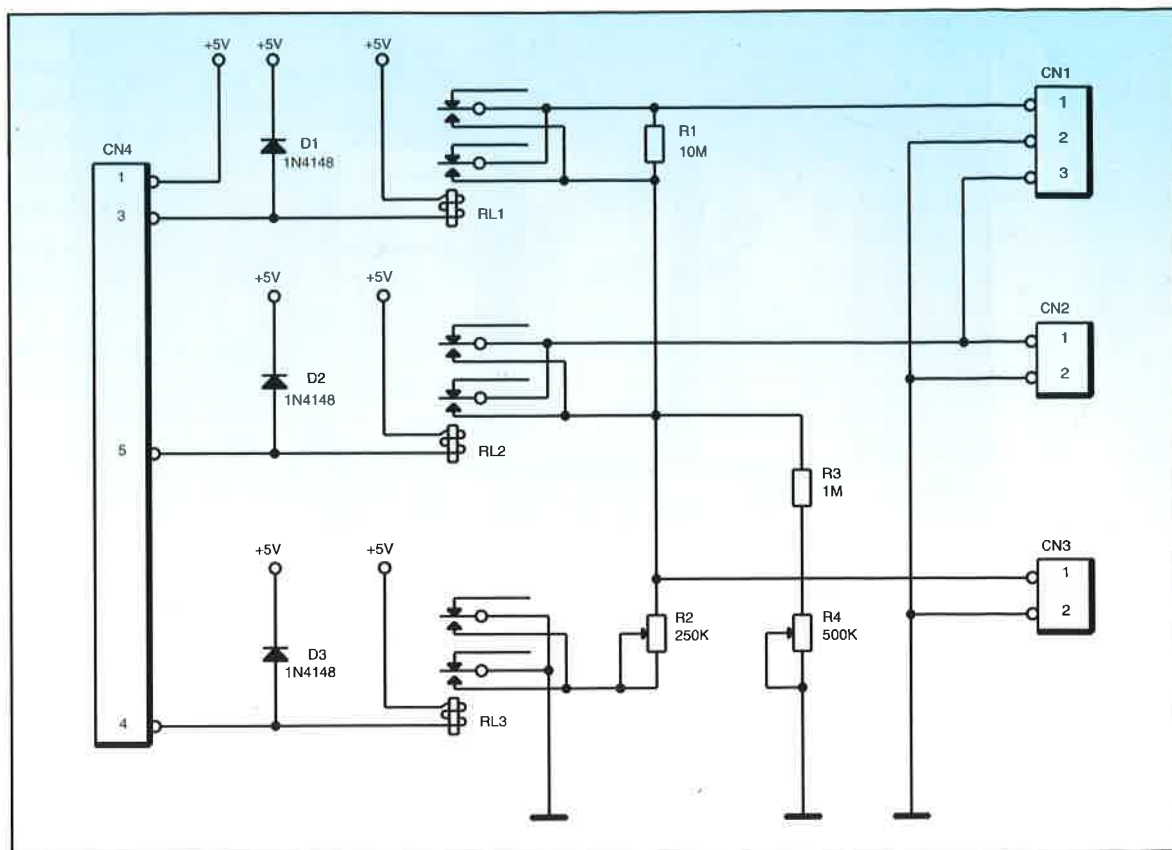 +5V
+5V
+5V
CN1
1
2
3
R1
10M
D1
1N4148
CN4
1
3
RL1
+5V
+5V
CN2
1
2
D2
1N4148
5
RL2
R3
1M
+5V
+5V
CN3
1
2
R2
250K
R4
500K
D3
1N4148
4
RL3